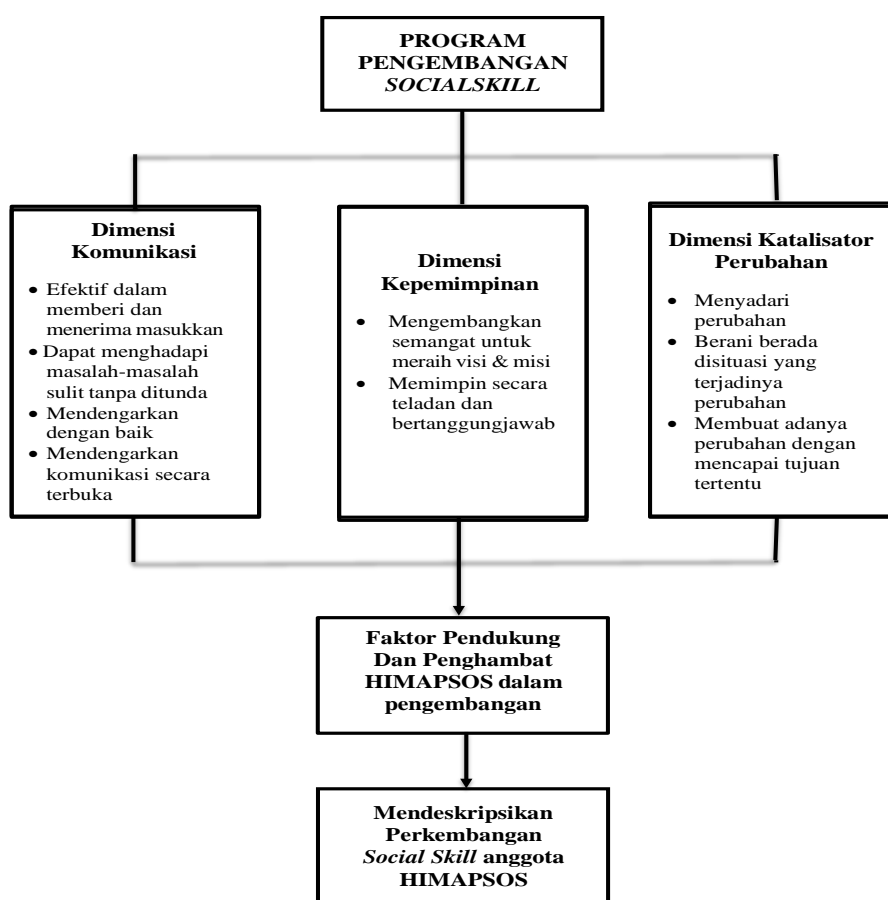 PROGRAM
PENGEMBANGAN
SOCIALSKILL
Dimensi
Komunikasi
• Efektif dalam
memberi dan
menerima masukkan
• Dapat menghadapi
masalah-masalah
sulit tanpa ditunda
• Mendengarkan
dengan baik
• Mendengarkan
komunikasi secara
terbuka
Dimensi
Kepemimpinan
• Mengembangkan
semangat untuk
meraih visi & misi
• Memimpin secara
teladan dan
bertanggungjawab
Dimensi Katalisator
Perubahan
• Menyadari
perubahan
• Berani berada
disituasi yang
terjadinya
perubahan
• Membuat adanya
perubahan dengan
mencapai tujuan
tertentu
Faktor Pendukung
Dan Penghambat
HIMAPSOS dalam
pengembangan
Mendeskripsikan
Perkembangan
Social Skill anggota
HIMAPSOS